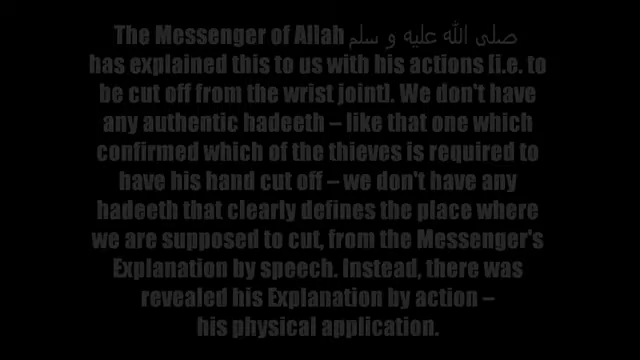 The Messenger of Allah صلى الله عليه و سلم
has explained this to us with his actions [i.e. to
be cut off from the wrist joint]. We don't have
any authentic hadeeth – like that one which
confirmed which of the thieves is required to
have his hand cut off – we don't have any
hadeeth that clearly defines the place where
we are supposed to cut, from the Messenger's
Explanation by speech. Instead, there was
revealed his Explanation by action –
his physical application.